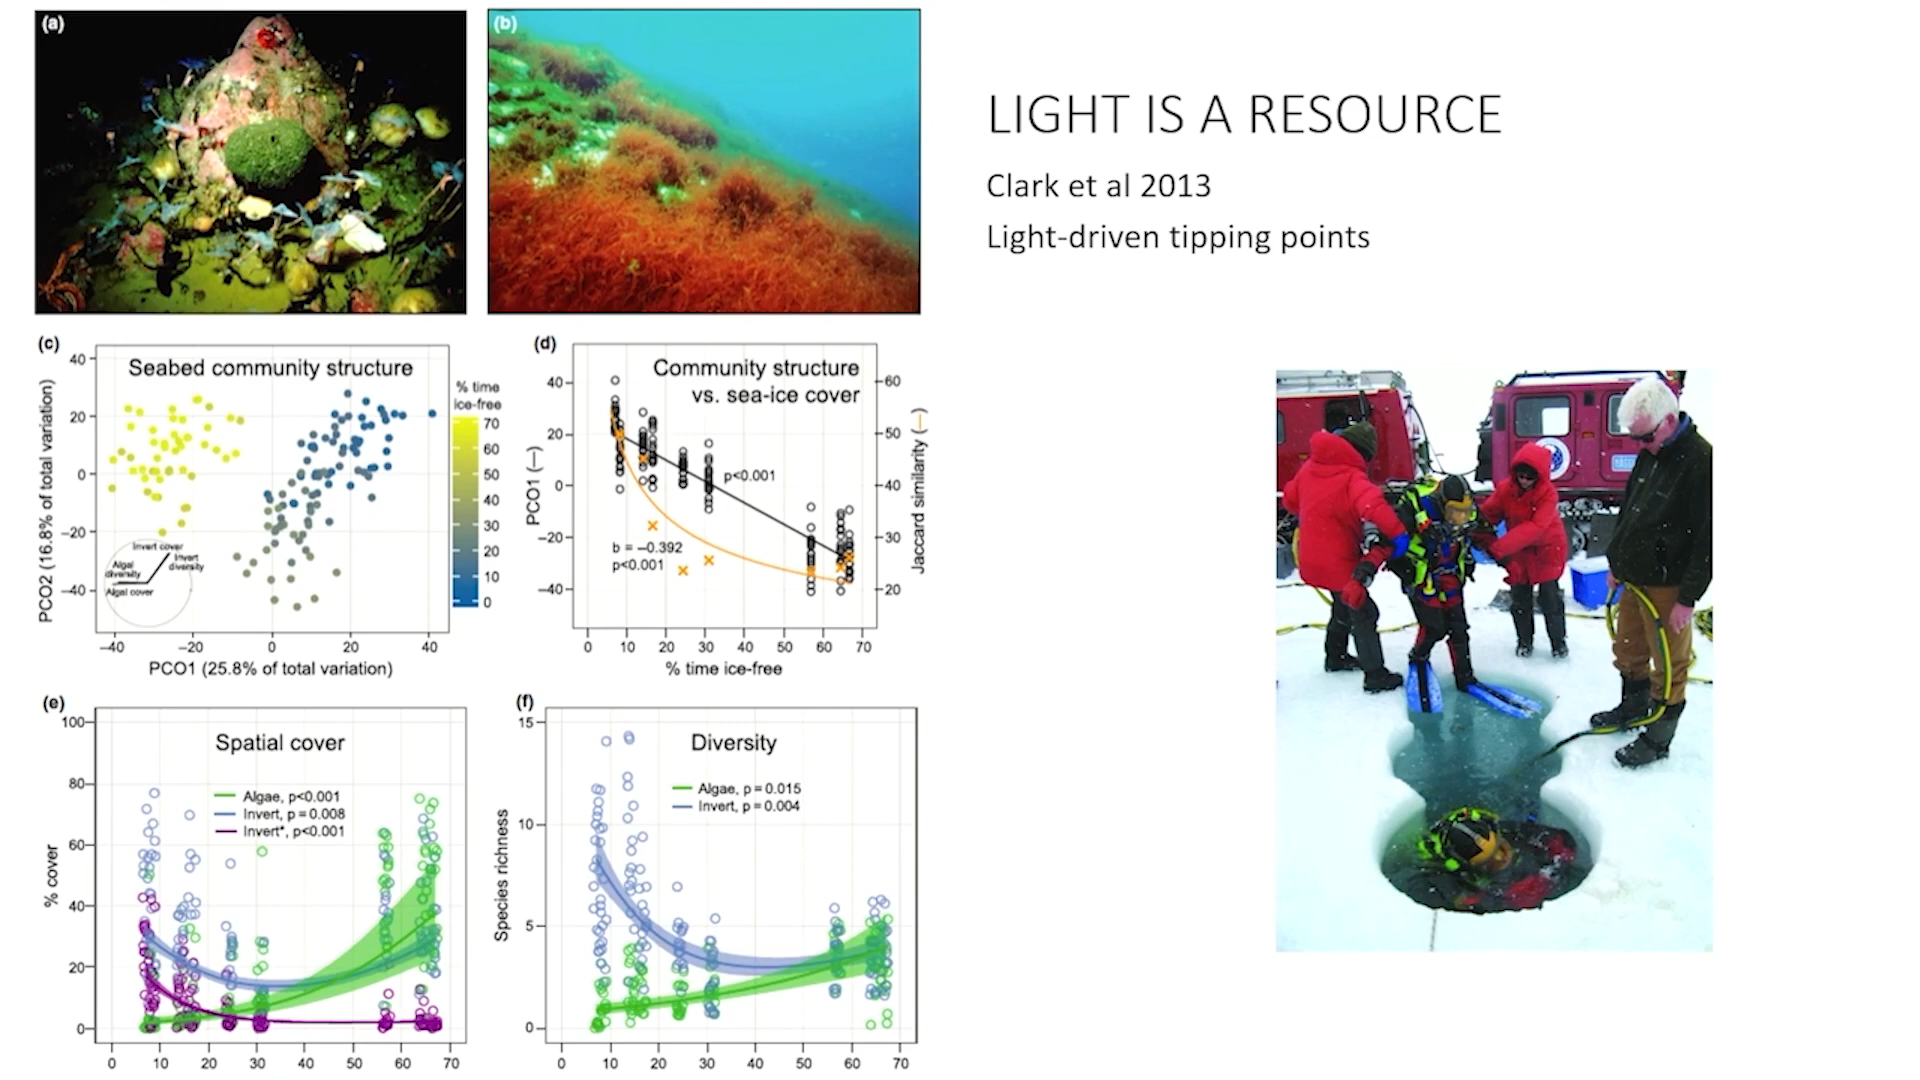 (a)
(b)
LIGHT IS A RESOURCE
Clark et al 2013
Light-driven tipping points
(c)
Seabed community structure
PCO2 (16.8% of total variation)
40
20
0
−20
−40
Invert cover
Invert
diversity
Algal
diversity
Algal cover
−40
−20
0
20
40
PCO1 (25.8% of total variation)
% time
ice-free
70
60
50
40
30
20
10
0
(d)
Community structure
vs. sea-ice cover
PCO1 (—)
40
20
0
−20
−40
p<0.001
b = −0.392
p<0.001
60
50
40
30
20
Jaccard similarity (—)
0
10
20
30
40
50
60
70
% time ice-free
(e)
Spatial cover
% cover
100
80
60
40
20
0
Algae, p<0.001
Invert, p = 0.008
Invert*, p<0.001
0
10
20
30
40
50
60
70
(f)
Diversity
Species richness
15
10
5
0
Algae, p = 0.015
Invert, p = 0.004
0
10
20
30
40
50
60
70